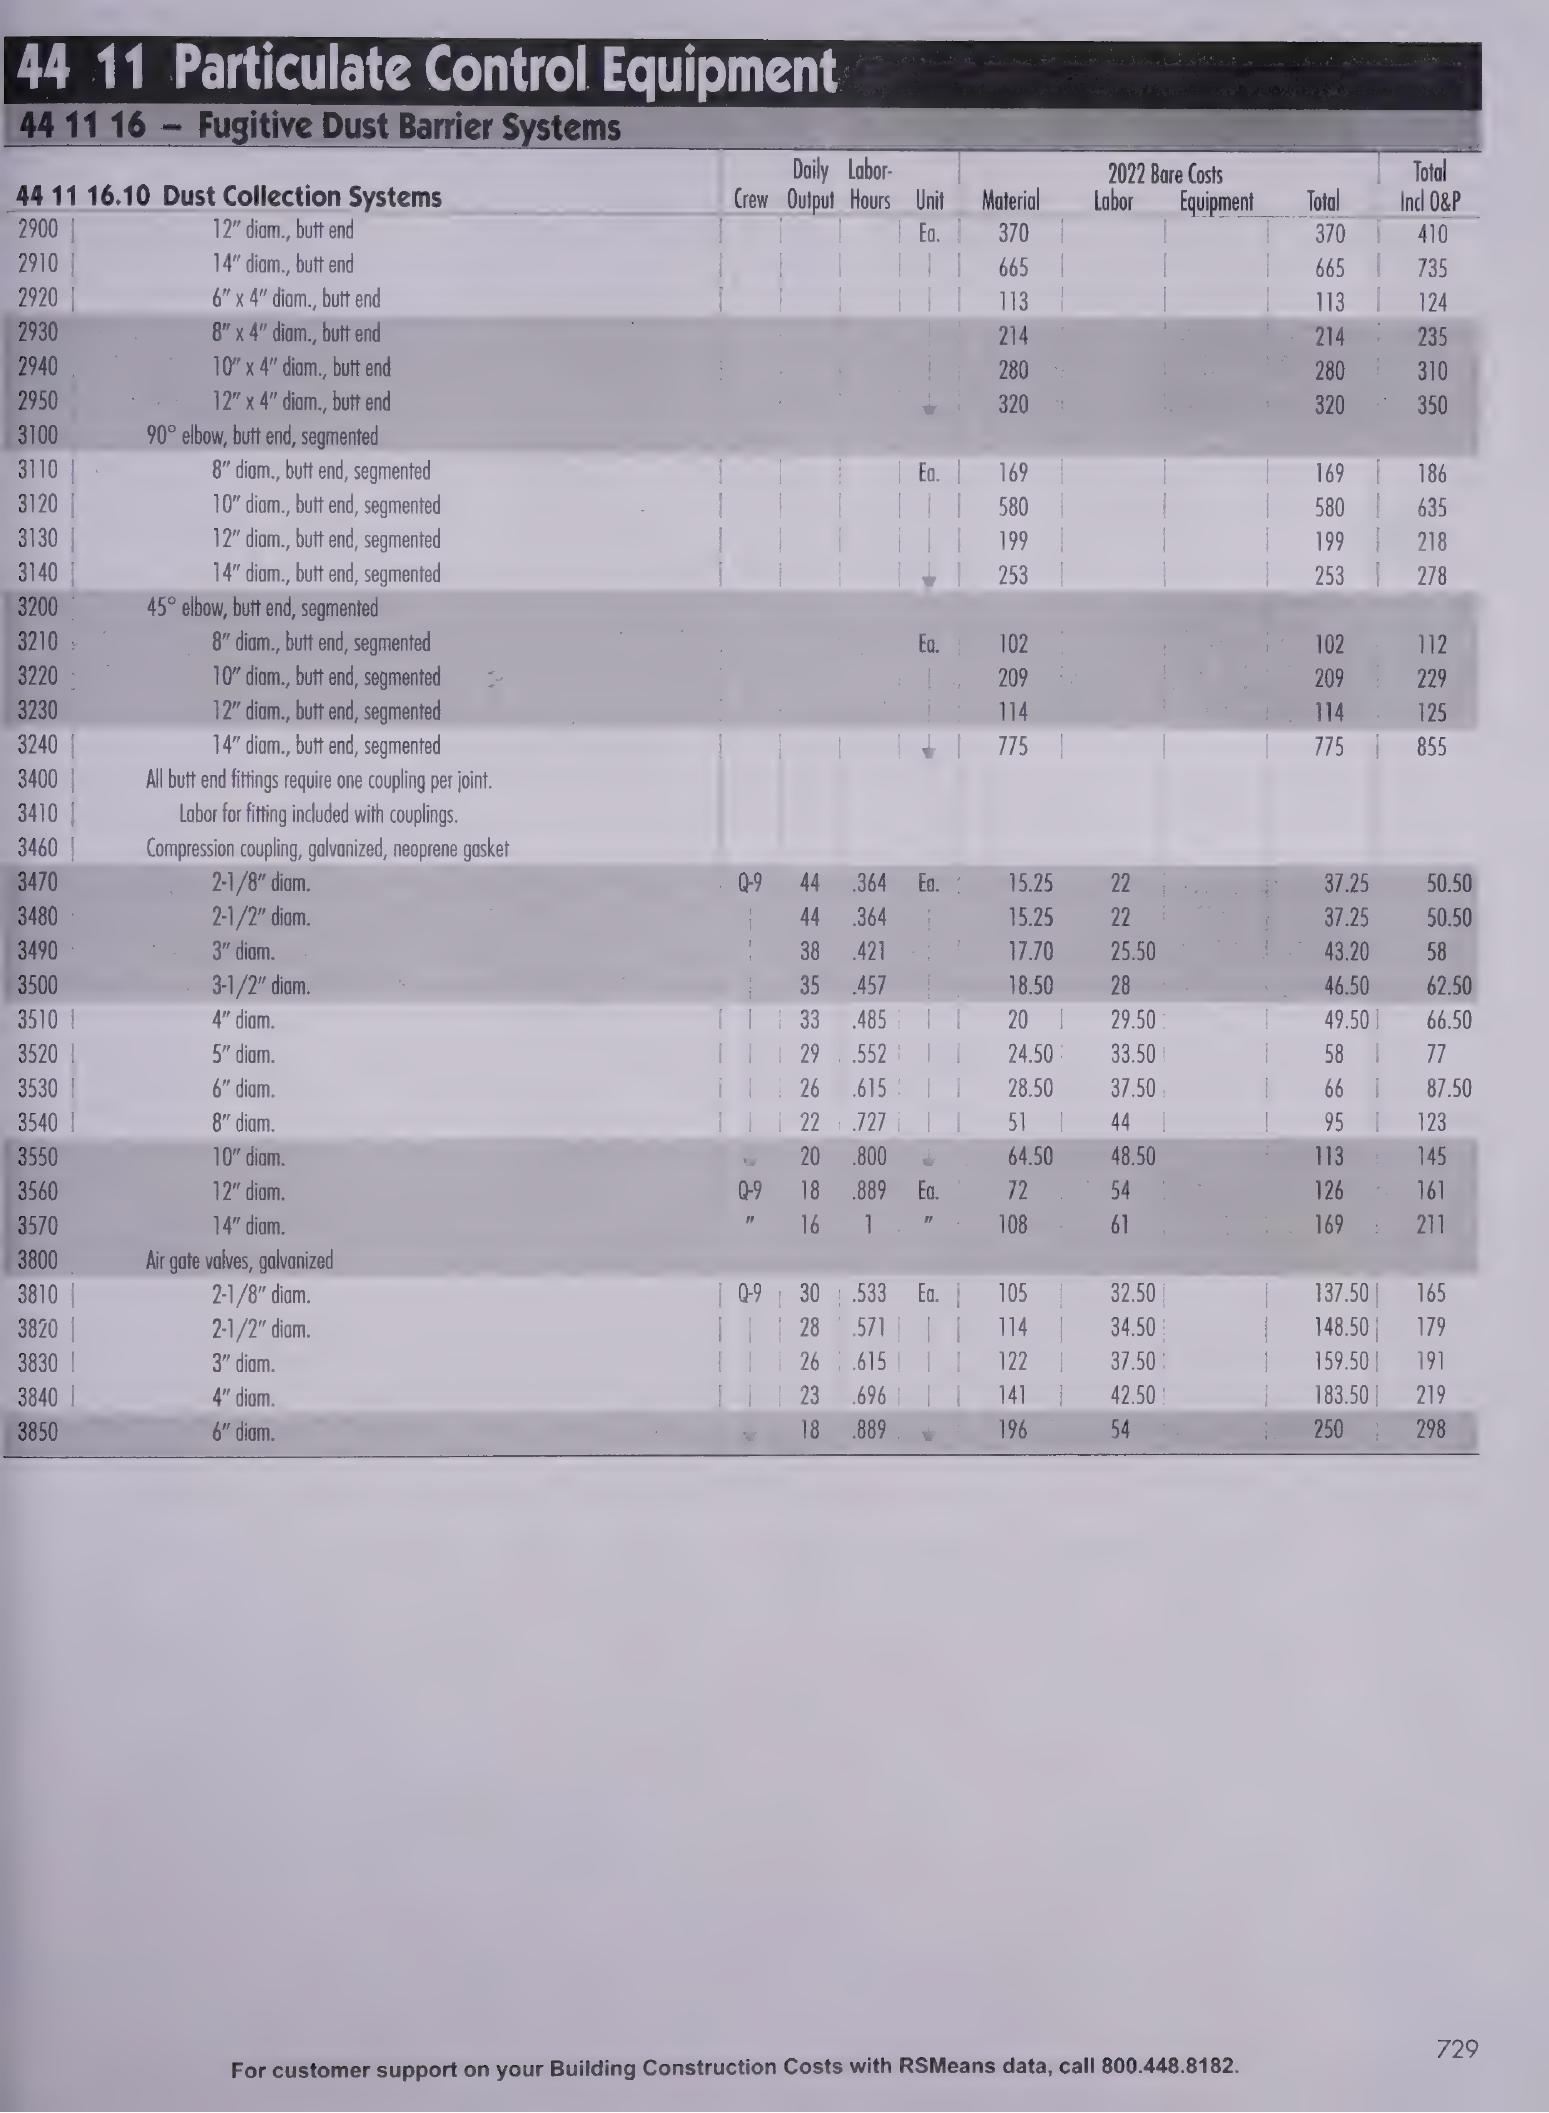 44 11 Particulate Control Equipment
44 11 16 – Fugitive Dust Barrier Systems
Daily Labor- 2022 Bare Costs Total
44 11 16.10 Dust Collection Systems Crew Output Hours Unit Material Labor Equipment Total Incl O&P
2900 12" diam., butt end Ea. 370 370 410
2910 14" diam., butt end 665 665 735
2920 6" x 4" diam., butt end 113 113 124
2930 8" x 4" diam., butt end 214 214 235
2940 10" x 4" diam., butt end 280 280 310
2950 12" x 4" diam., butt end 320 320 350
3100 90° elbow, butt end, segmented
3110 8" diam., butt end, segmented Ea. 169 169 186
3120 10" diam., butt end, segmented 580 580 635
3130 12" diam., butt end, segmented 199 199 218
3140 14" diam., butt end, segmented 253 253 278
3200 45° elbow, butt end, segmented
3210 8" diam., butt end, segmented Ea. 102 102 112
3220 10" diam., butt end, segmented 209 209 229
3230 12" diam., butt end, segmented 114 114 125
3240 14" diam., butt end, segmented 775 775 855
3400 All butt end fittings require one coupling per joint.
3410 Labor for fitting included with couplings.
3460 Compression coupling, galvanized, neoprene gasket
3470 2-1/8" diam. Q-9 44 .364 Ea. 15.25 22 37.25 50.50
3480 2-1/2" diam. 44 .364 15.25 22 37.25 50.50
3490 3" diam. 38 .421 17.70 25.50 43.20 58
3500 3-1/2" diam. 35 .457 18.50 28 46.50 62.50
3510 4" diam. 33 .485 20 29.50 49.50 66.50
3520 5" diam. 29 .552 24.50 33.50 58 77
3530 6" diam. 26 .615 28.50 37.50 66 87.50
3540 8" diam. 22 .727 51 44 95 123
3550 10" diam. 20 .800 64.50 48.50 113 145
3560 12" diam. Q-9 18 .889 Ea. 72 54 126 161
3570 14" diam. " 16 1 " 108 61 169 211
3800 Air gate valves, galvanized
3810 2-1/8" diam. Q-9 30 .533 Ea. 105 32.50 137.50 165
3820 2-1/2" diam. 28 .571 114 34.50 148.50 179
3830 3" diam. 26 .615 122 37.50 159.50 191
3840 4" diam. 23 .696 141 42.50 183.50 219
3850 6" diam. 18 .889 196 54 250 298
729
For customer support on your Building Construction Costs with RSMeans data, call 800.448.8182.